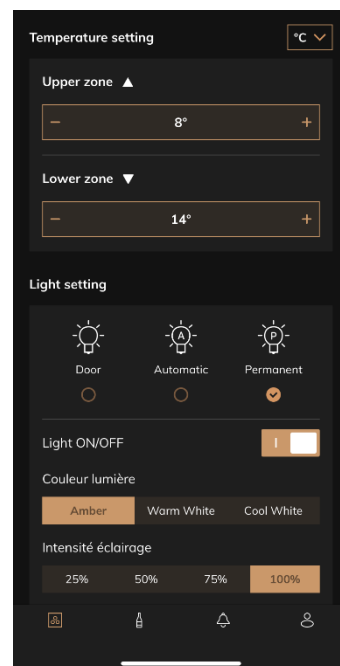 Temperature setting °C
Upper zone ▲
− 8° +
Lower zone ▼
− 14° +
Light setting
A P
Door Automatic Permanent
Light ON/OFF I
Couleur lumière
Amber Warm White Cool White
Intensité éclairage
25% 50% 75% 100%